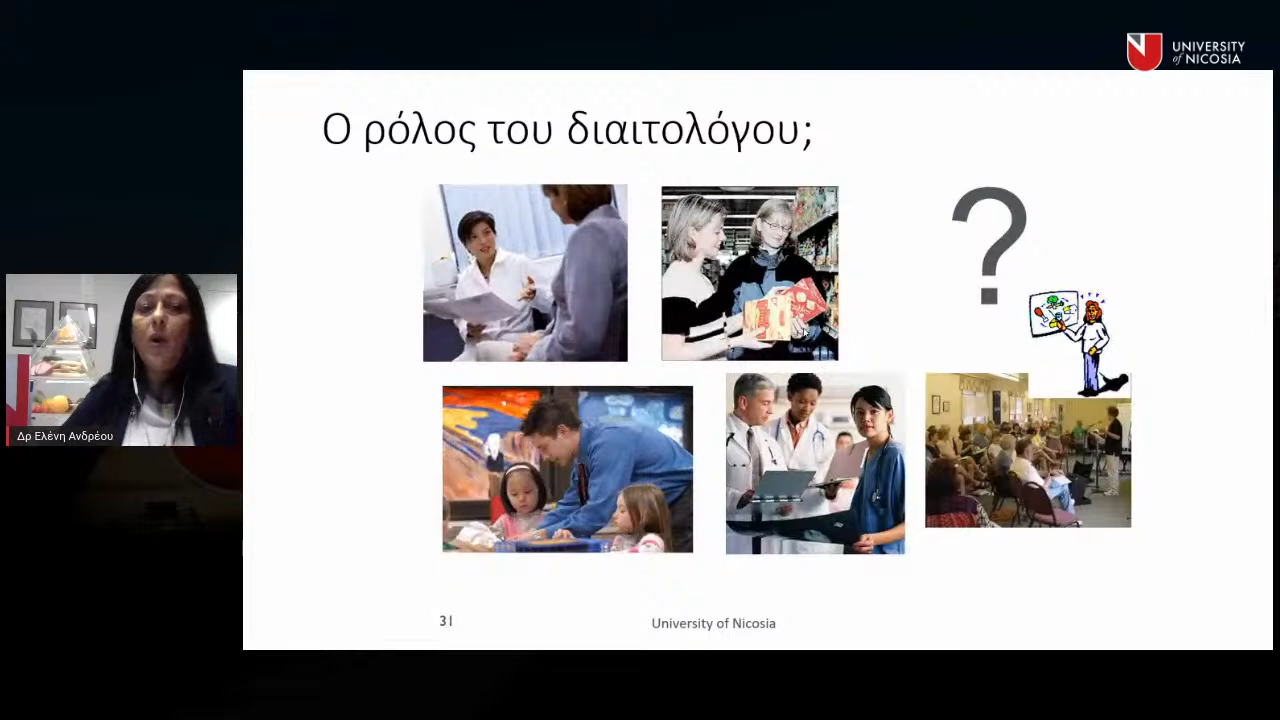 UNIVERSITY
of NICOSIA
Ο ρόλος του διαιτολόγου;
?
Δρ Ελένη Ανδρέου
31
University of Nicosia